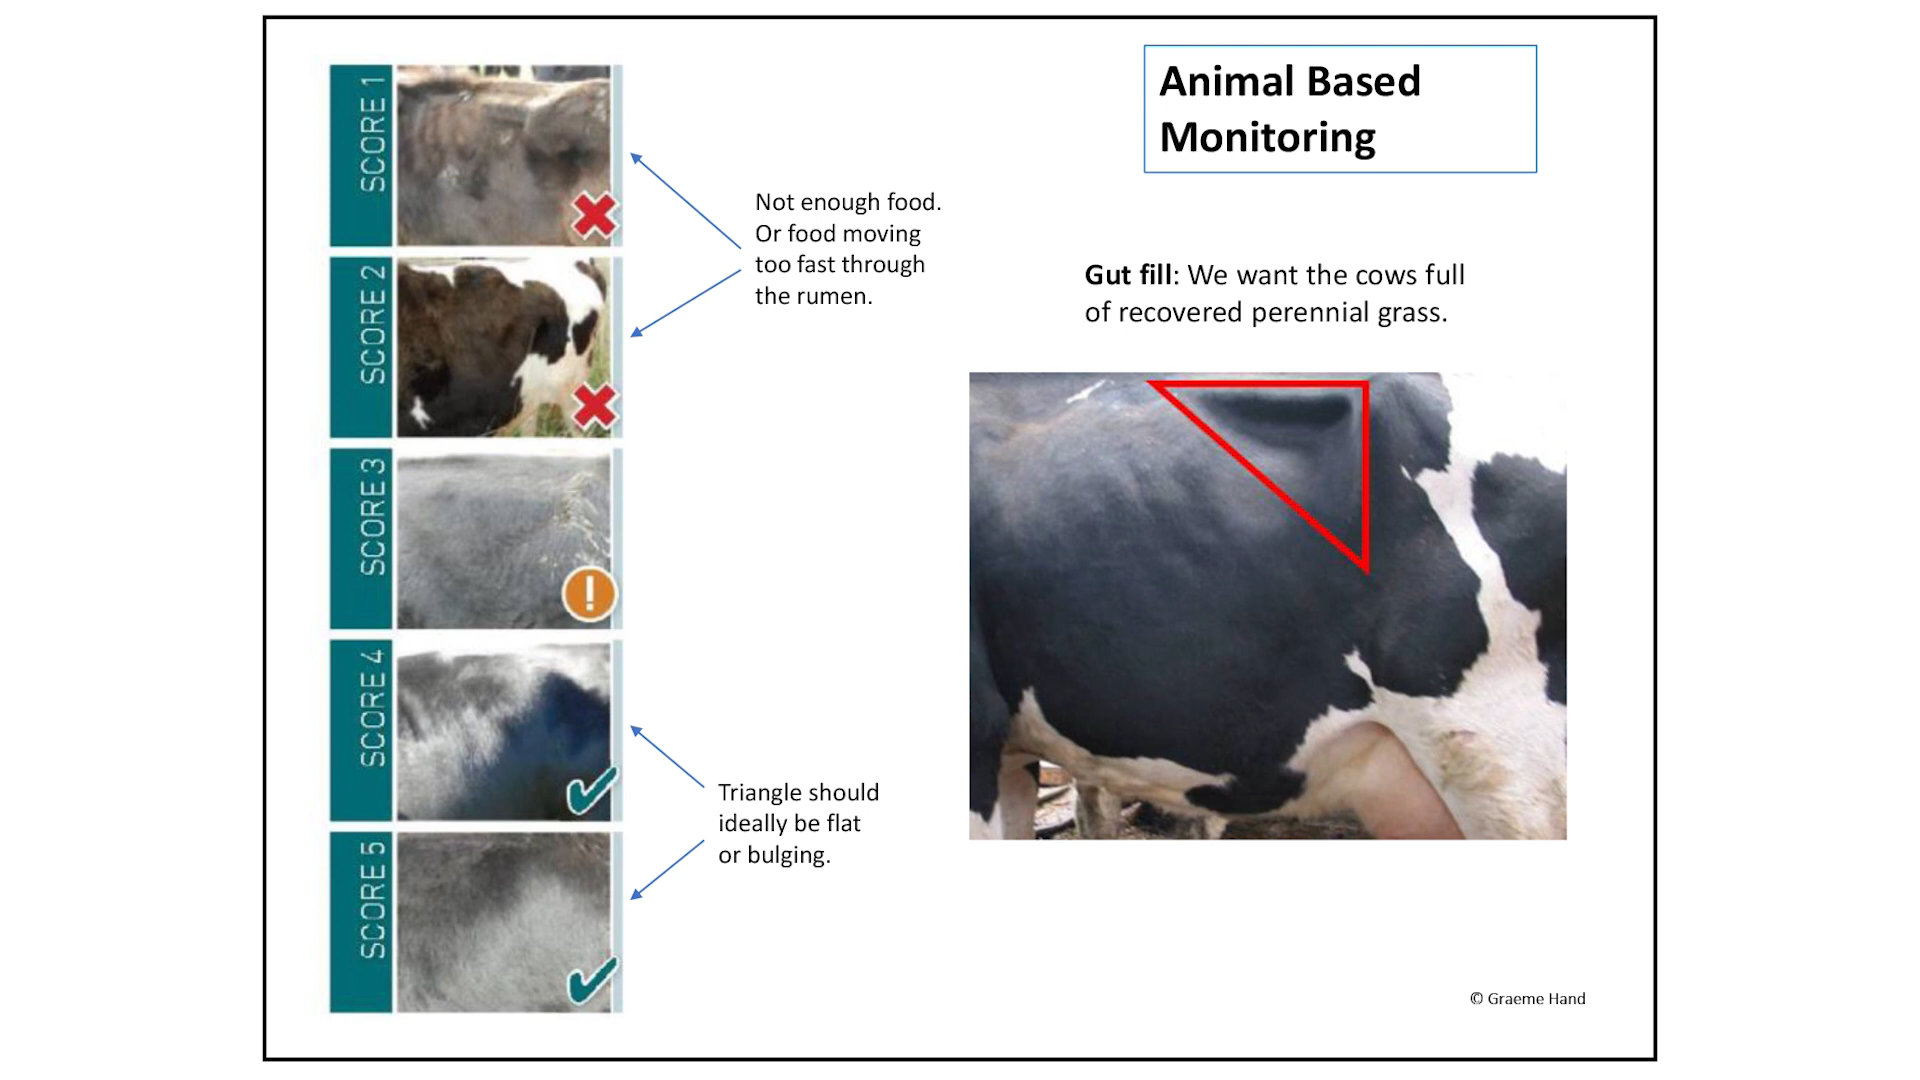 Animal Based
Monitoring
SCORE 1
SCORE 2
SCORE 3
SCORE 4
SCORE 5
Not enough food.
Or food moving
too fast through
the rumen.
Triangle should
ideally be flat
or bulging.
Gut fill: We want the cows full
of recovered perennial grass.
© Graeme Hand